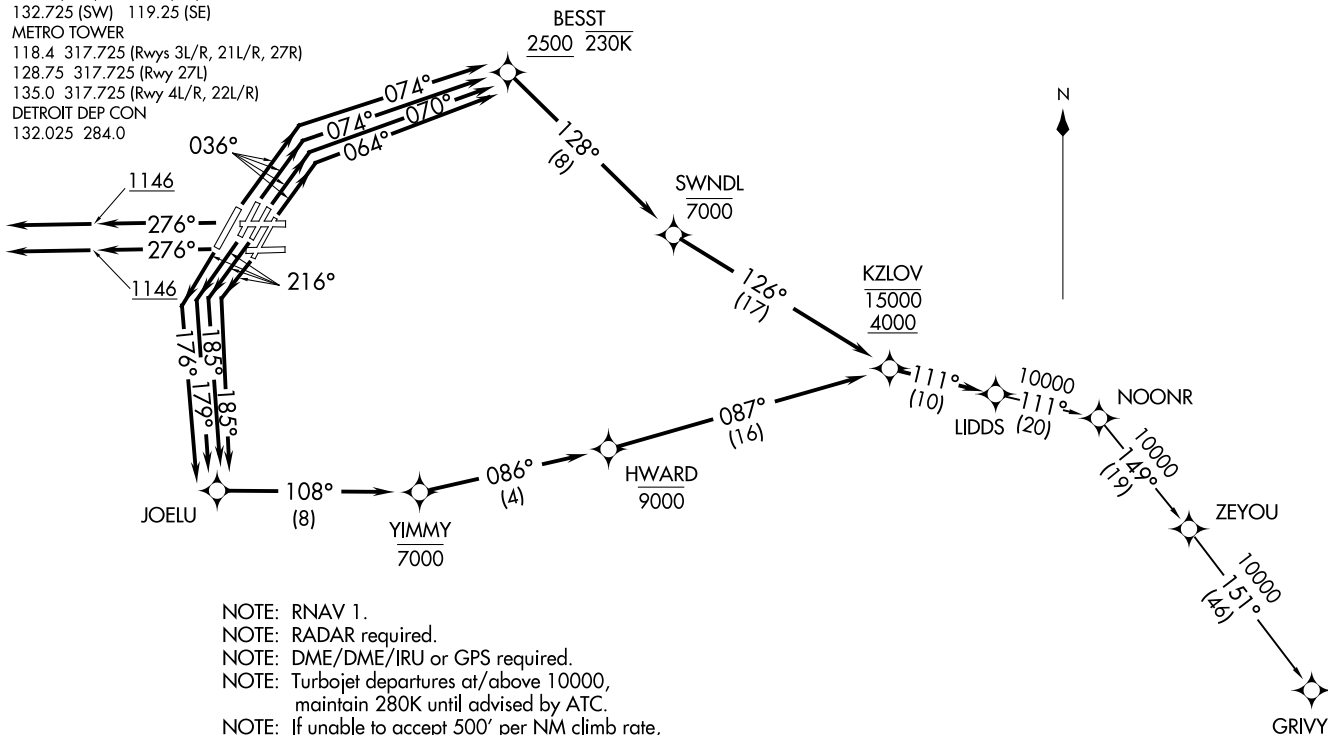 132.725 (SW) 119.25 (SE)
METRO TOWER
118.4 317.725 (Rwys 3L/R, 21L/R, 27R)
128.75 317.725 (Rwy 27L)
135.0 317.725 (Rwy 4L/R, 22L/R)
DETROIT DEP CON
132.025 284.0
BESST
2500 230K
074°
074°
070°
064°
036°
1146
276°
276°
1146
216°
176°
179°
185°
185°
128°
(8)
SWNDL
7000
126°
(17)
KZLOV
15000
4000
N
111°
(10)
LIDDS
10000
111°
(20)
NOONR
10000
149°
(19)
ZEYOU
10000
151°
(46)
GRIVY
087°
(16)
HWARD
9000
086°
(4)
YIMMY
7000
108°
(8)
JOELU
NOTE: RNAV 1.
NOTE: RADAR required.
NOTE: DME/DME/IRU or GPS required.
NOTE: Turbojet departures at/above 10000,
maintain 280K until advised by ATC.
NOTE: If unable to accept 500' per NM climb rate,